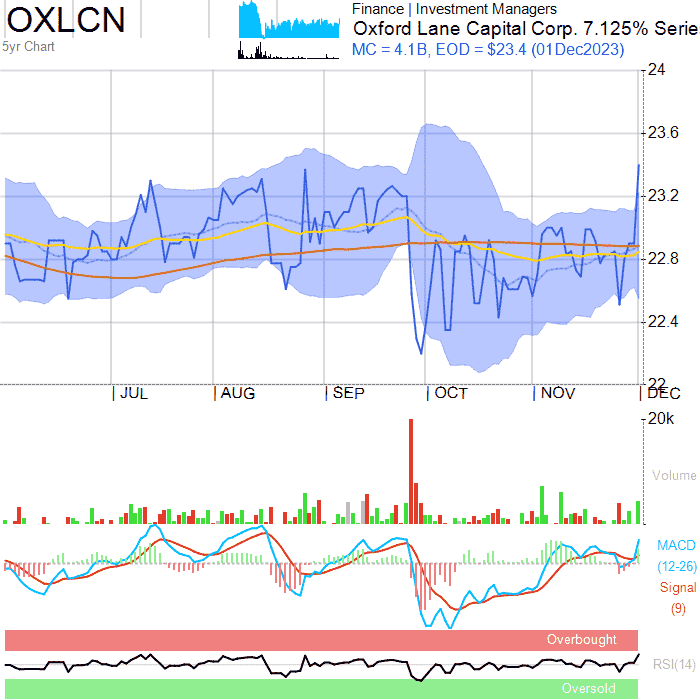 OXLCN
5yr Chart
Finance | Investment Managers
Oxford Lane Capital Corp. 7.125% Serie
MC = 4.1B, EOD = $23.4 (01Dec2023)
24
23.6
23.2
22.8
22.4
22
| JUL | AUG | SEP | OCT | NOV | DEC
20k
Volume
MACD
(12-26)
Signal
(9)
Overbought
RSI(14)
Oversold